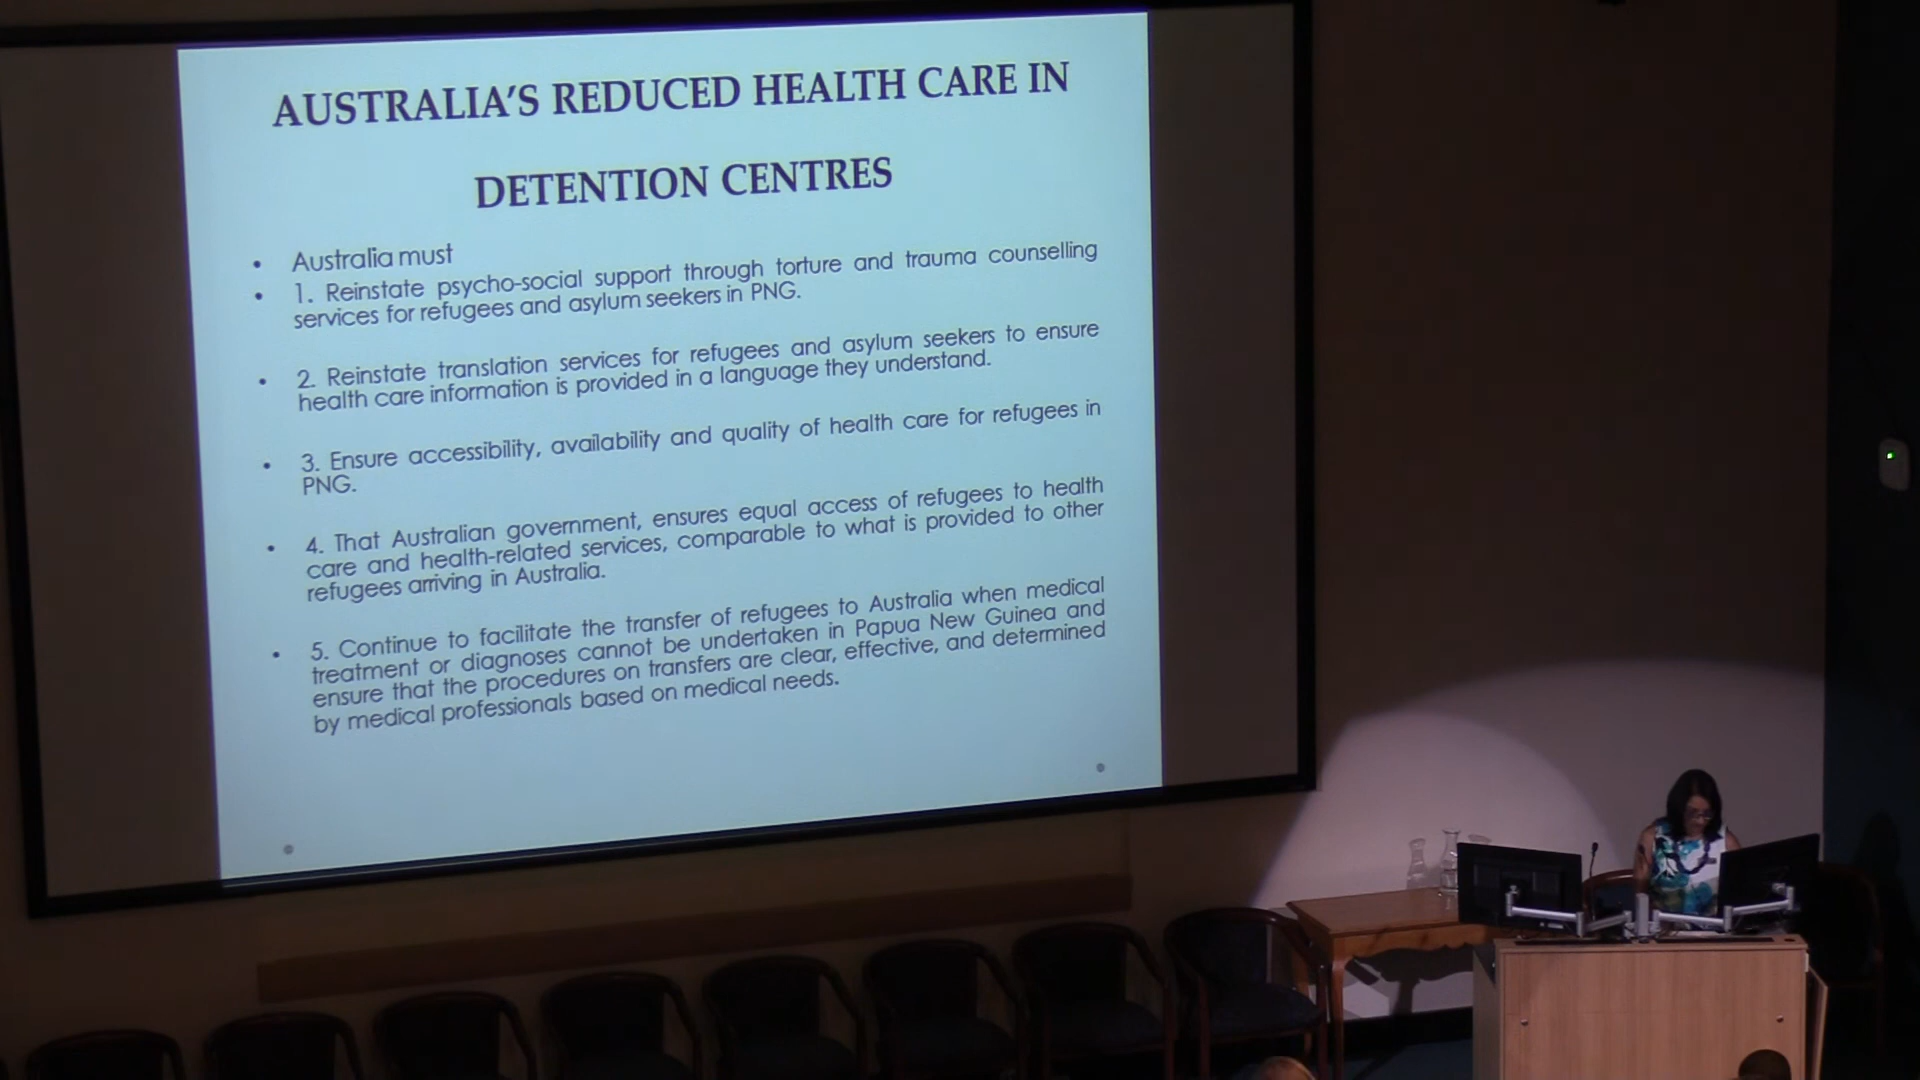 AUSTRALIA'S REDUCED HEALTH CARE IN
DETENTION CENTRES
• Australia must
• 1. Reinstate psycho-social support through torture and trauma counselling
services for refugees and asylum seekers in PNG.
• 2. Reinstate translation services for refugees and asylum seekers to ensure
health care information is provided in a language they understand.
• 3. Ensure accessibility, availability and quality of health care for refugees in
PNG.
• 4. That Australian government, ensures equal access of refugees to health
care and health-related services, comparable to what is provided to other
refugees arriving in Australia.
• 5. Continue to facilitate the transfer of refugees to Australia when medical
treatment or diagnoses cannot be undertaken in Papua New Guinea and
ensure that the procedures on transfers are clear, effective, and determined
by medical professionals based on medical needs.